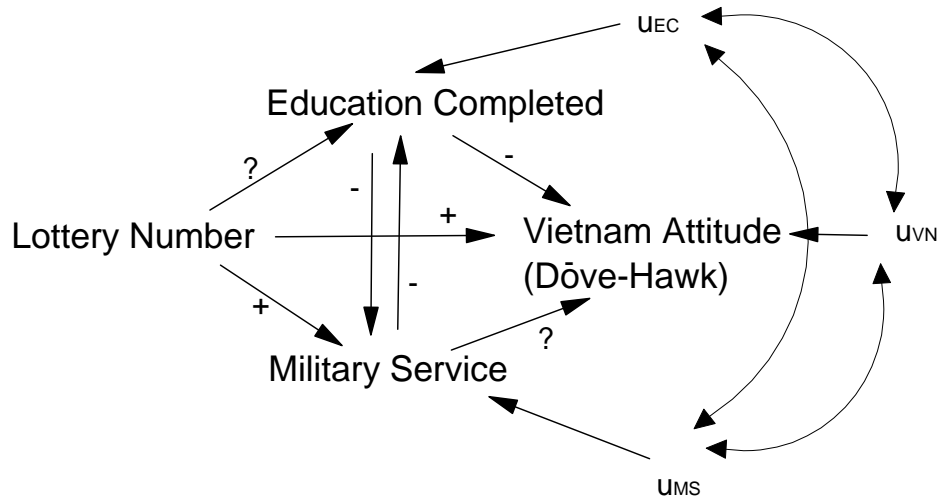 uEC
Education Completed
?
-
-
Lottery Number
+
Vietnam Attitude
(Dōve-Hawk)
uVN
+
-
?
Military Service
uMS